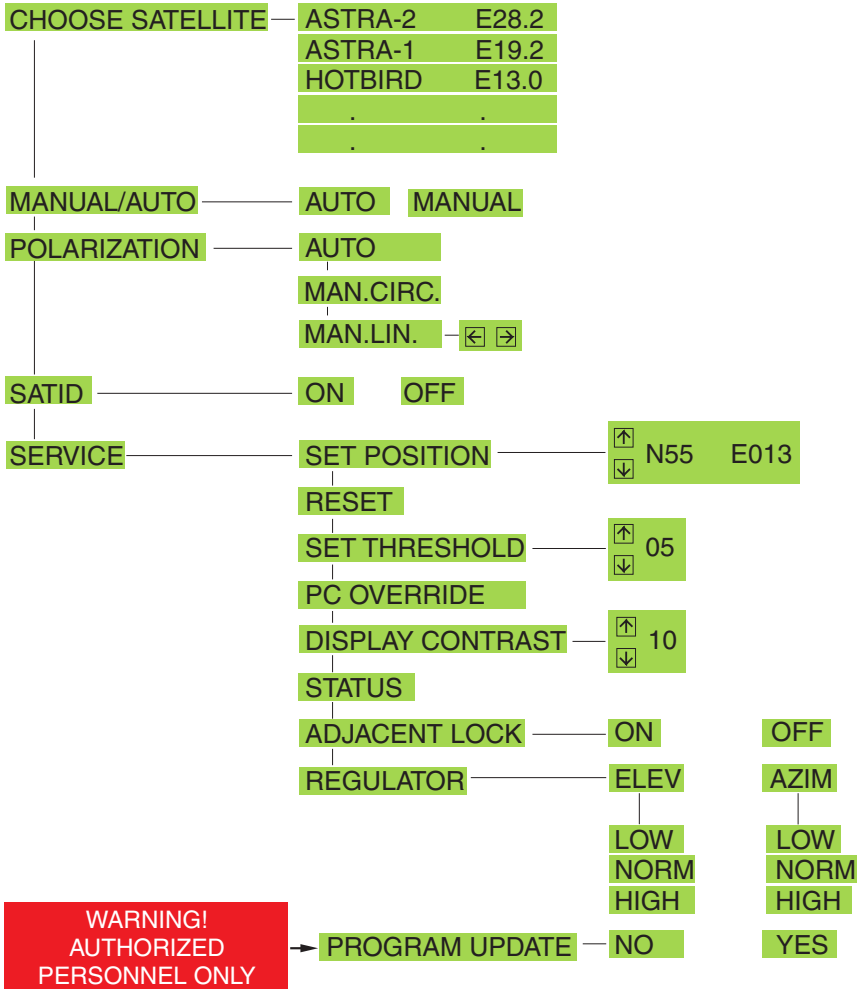 CHOOSE SATELLITE ASTRA-2 E28.2
ASTRA-1 E19.2
HOTBIRD E13.0
. .
. .
MANUAL/AUTO AUTO MANUAL
POLARIZATION AUTO
MAN.CIRC.
MAN.LIN. ← →
SATID ON OFF
SERVICE SET POSITION ↑ ↓ N55 E013
RESET
SET THRESHOLD ↑ ↓ 05
PC OVERRIDE
DISPLAY CONTRAST ↑ ↓ 10
STATUS
ADJACENT LOCK ON OFF
REGULATOR ELEV AZIM
LOW LOW
NORM NORM
HIGH HIGH
WARNING!
AUTHORIZED
PERSONNEL ONLY
PROGRAM UPDATE NO YES